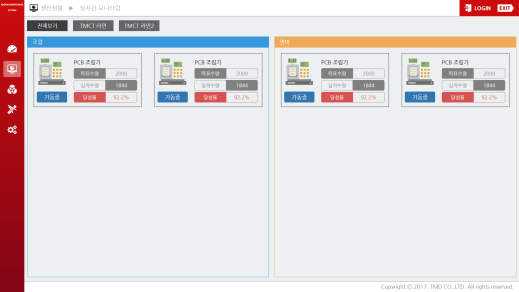 생산현황 ▶ 실시간 모니터링
LOGIN EXIT
전체보기 TMCT 라인 TMCT 라인2
조립
PCB 조립기
목표수량 2000
실적수량 1844
가동중 달성률 92.2%
PCB 조립기
목표수량 2000
실적수량 1844
가동중 달성률 92.2%
PCB 조립기
목표수량 2000
실적수량 1844
가동중 달성률 92.2%
PCB 조립기
목표수량 2000
실적수량 1844
가동중 달성률 92.2%
Copyright ⓒ 2017. TMD CO.,LTD. All rights reserved.